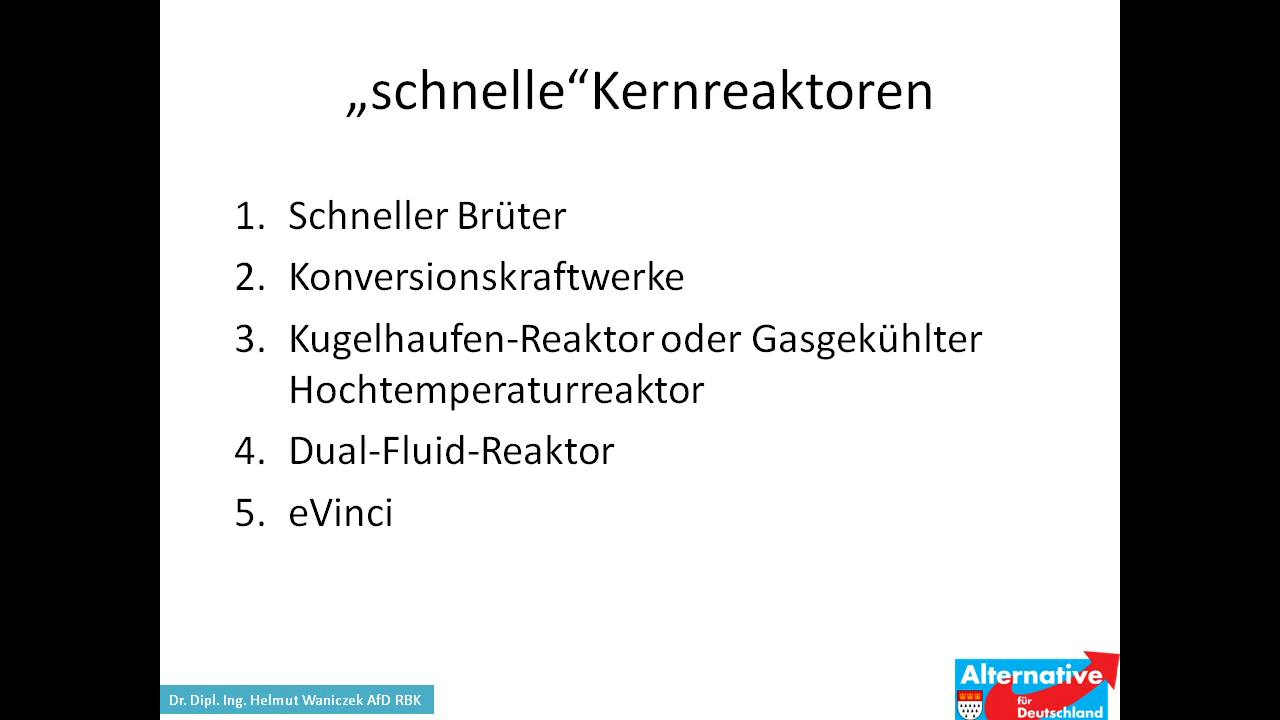 „schnelle“Kernreaktoren
1. Schneller Brüter
2. Konversionskraftwerke
3. Kugelhaufen-Reaktor oder Gasgekühlter
Hochtemperaturreaktor
4. Dual-Fluid-Reaktor
5. eVinci
Dr. Dipl. Ing. Helmut Waniczek AfD RBK
Alternative
für
Deutschland